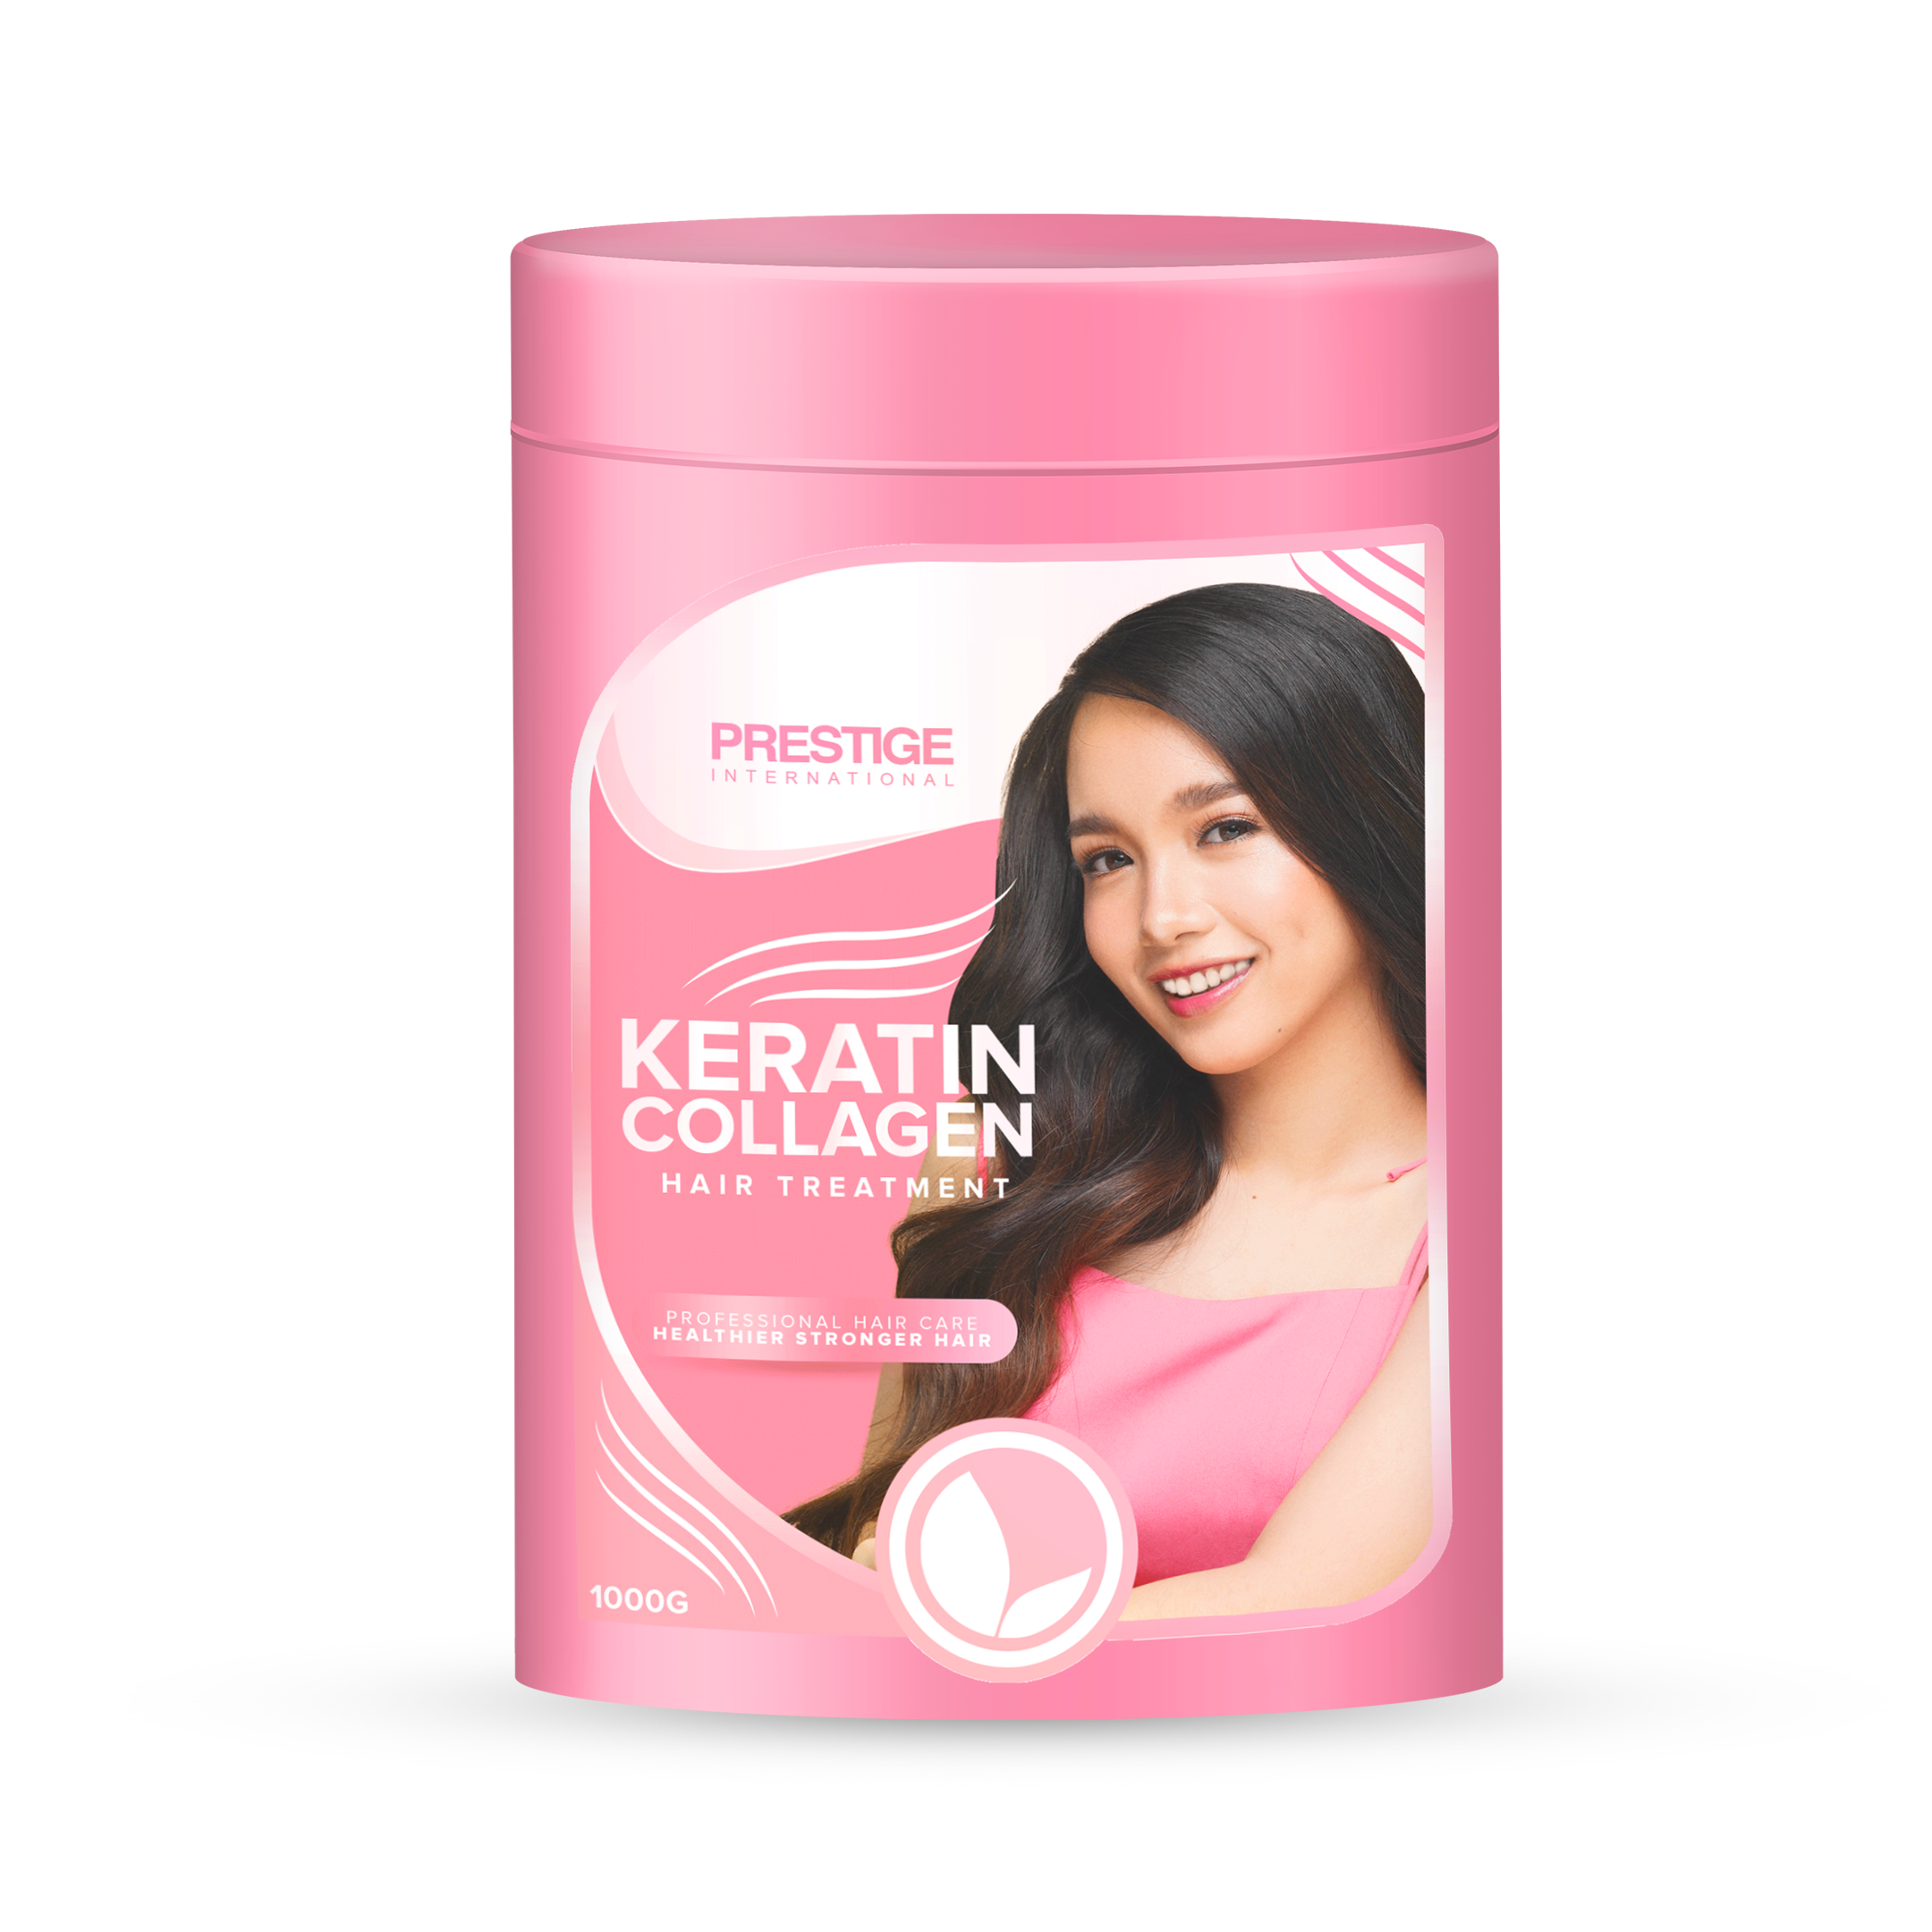 PRESTIGE
INTERNATIONAL
KERATIN
COLLAGEN
HAIR TREATMENT
PROFESSIONAL HAIR CARE
HEALTHIER STRONGER HAIR
1000G